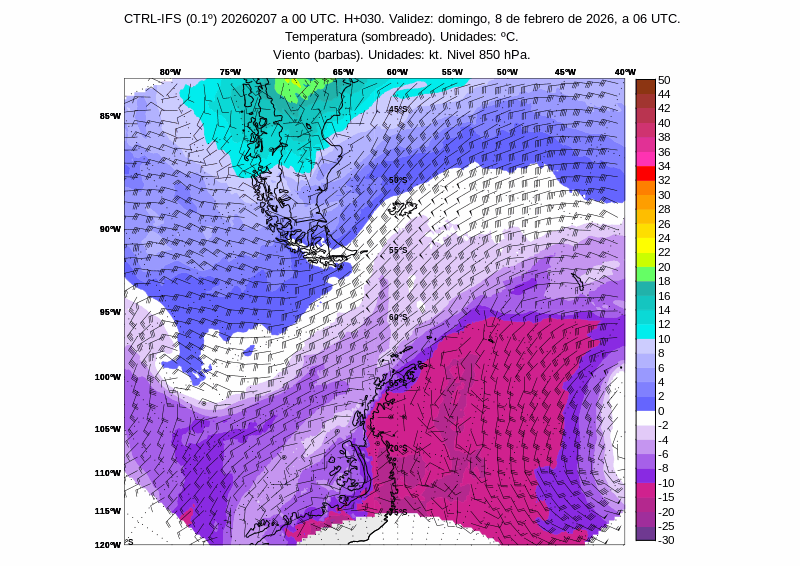 CTRL-IFS (0.1º) 20260207 a 00 UTC. H+030. Validez: domingo, 8 de febrero de 2026, a 06 UTC.
Temperatura (sombreado). Unidades: ºC.
Viento (barbas). Unidades: kt. Nivel 850 hPa.
80°W 75°W 70°W 65°W 60°W 55°W 50°W 45°W 40°W
50
44
45°S
42
85°W
40
38
36
34
32
50°S
30
28
26
90°W
24
55°S
22
20
18
16
95°W
14
60°S
12
10
8
6
100°W
4
65°S
2
0
-2
105°W
-4
70°S
-6
110°W
-8
-10
-15
115°W
75°S
-20
-25
120°W
°S
-30